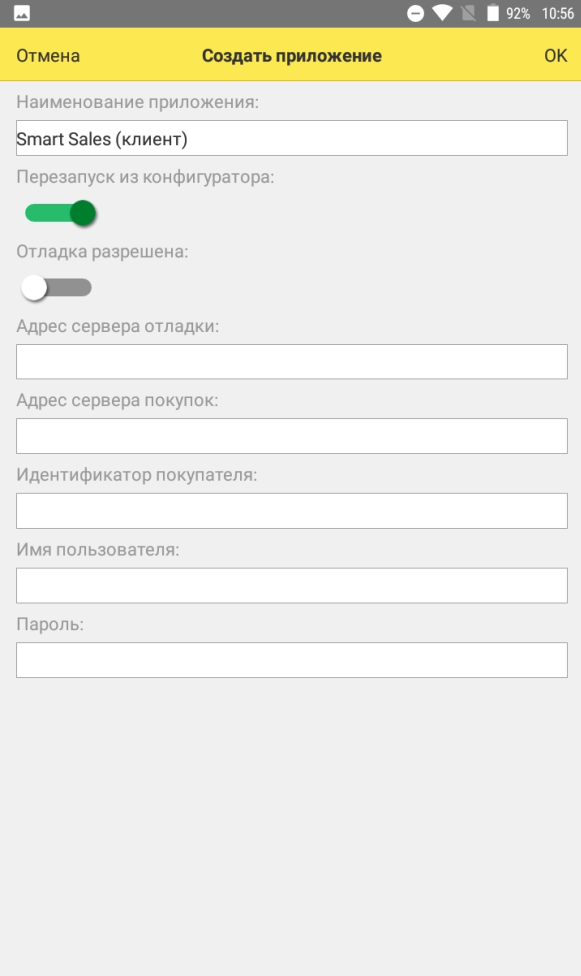 92% 10:56
Отмена Создать приложение OK
Наименование приложения:
Smart Sales (клиент)
Перезапуск из конфигуратора:
Отладка разрешена:
Адрес сервера отладки:
Адрес сервера покупок:
Идентификатор покупателя:
Имя пользователя:
Пароль: